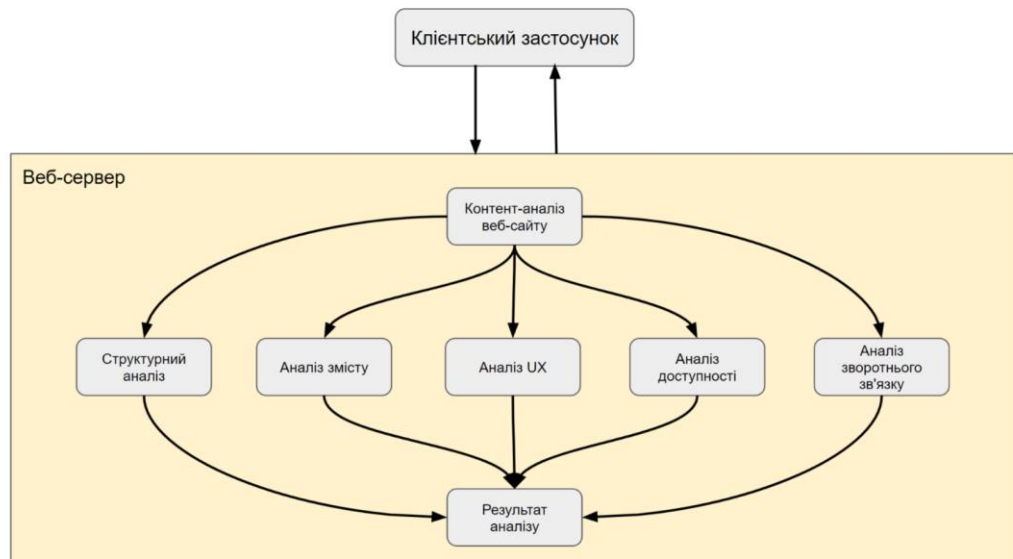 Клієнтський застосунок
Веб-сервер
Контент-аналіз
веб-сайту
Структурний
аналіз
Аналіз змісту
Аналіз UX
Аналіз
доступності
Аналіз
зворотнього
зв'язку
Результат
аналізу